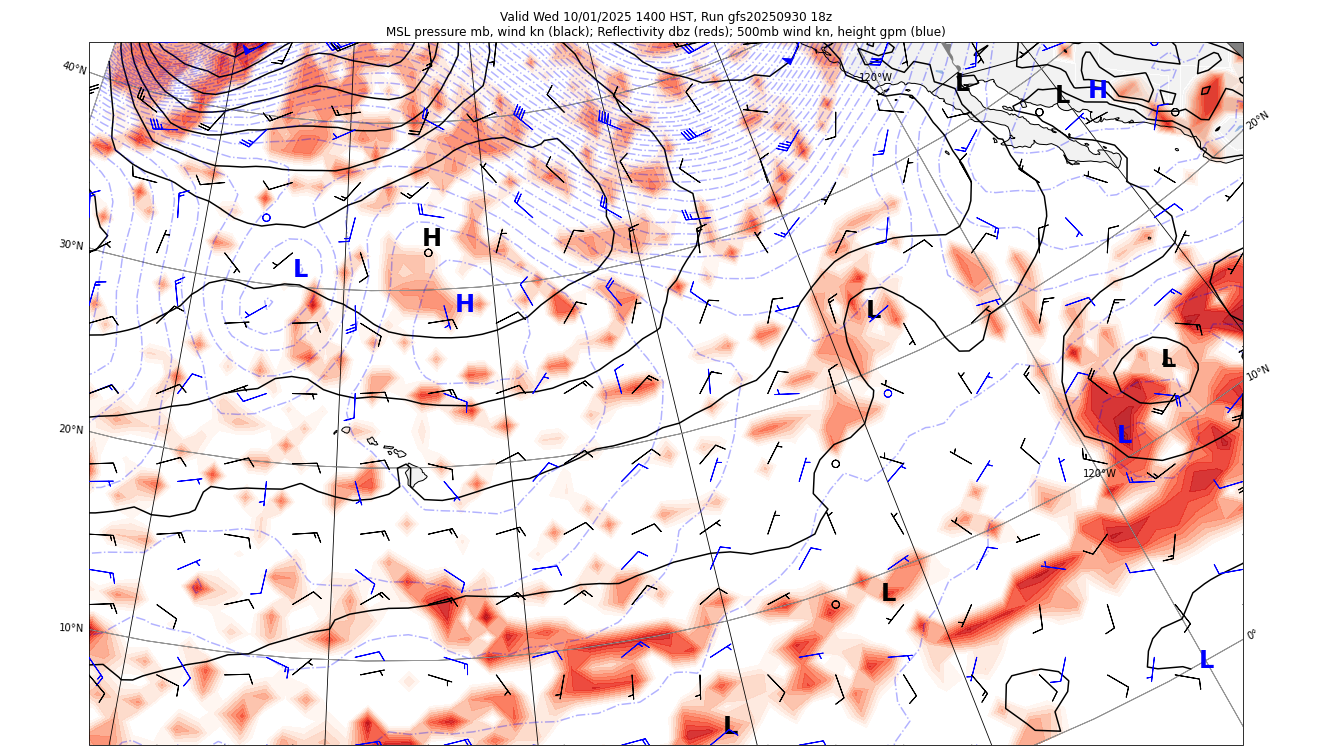 Valid Wed 10/01/2025 1400 HST, Run gfs20250930 18z
MSL pressure mb, wind kn (black); Reflectivity dbz (reds); 500mb wind kn, height gpm (blue)
40°N
120°W
L
L
H
20°N
30°N
H
L
H
L
L
10°N
20°N
L
120°W
L
10°N
0°
L
L